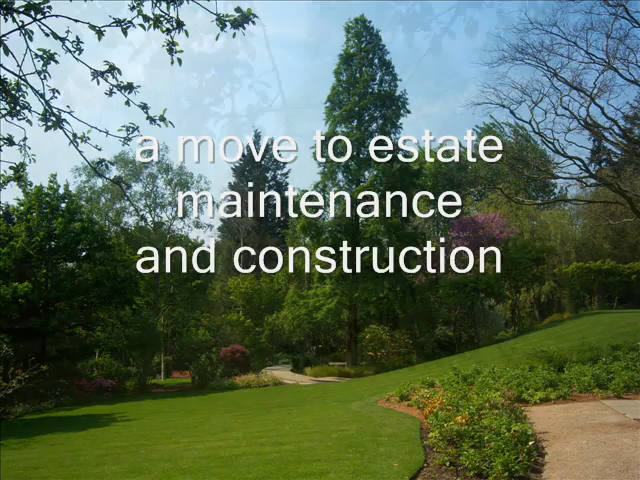 a move to estate
maintenance
and construction